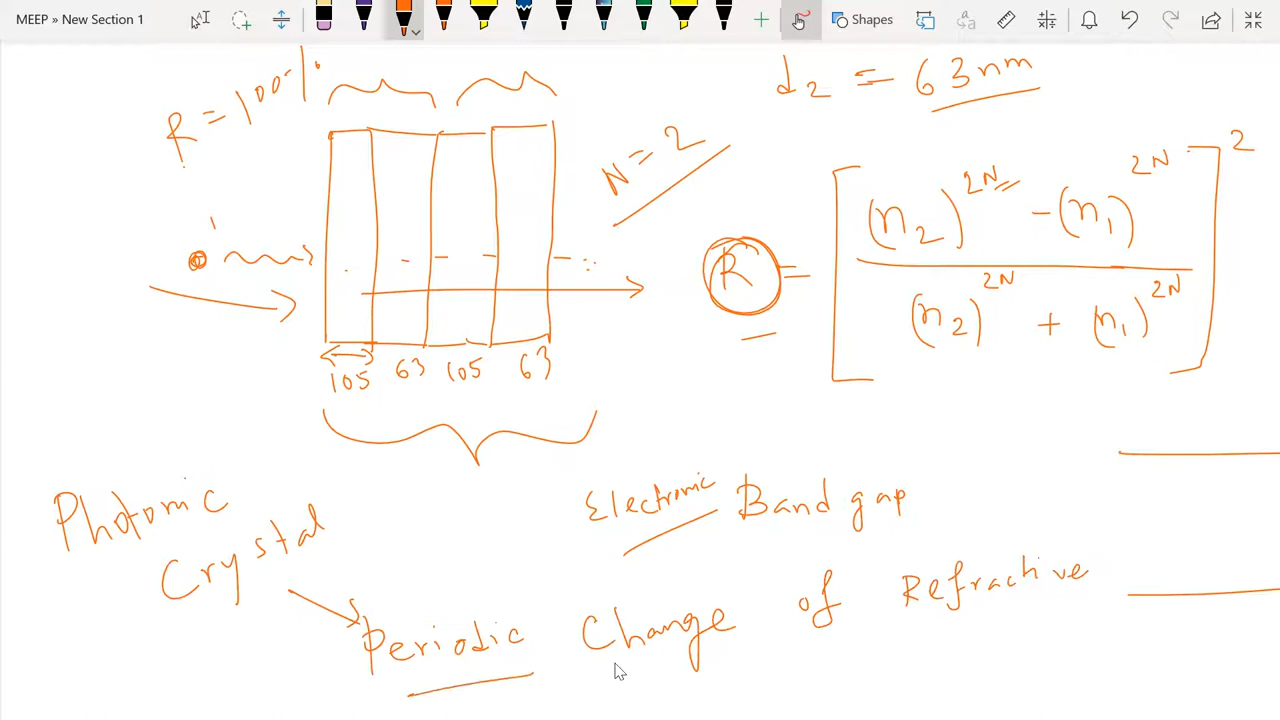 MEEP » New Section 1
Shapes
R = 100%
d₂ = 63nm
N = 2
R = [ (n₂)^2N - (n₁)^2N / (n₂)^2N + (n₁)^2N ]^2
105 63 105 63
Photonic
Crystal
Electronic Band gap
Periodic Change of Refractive